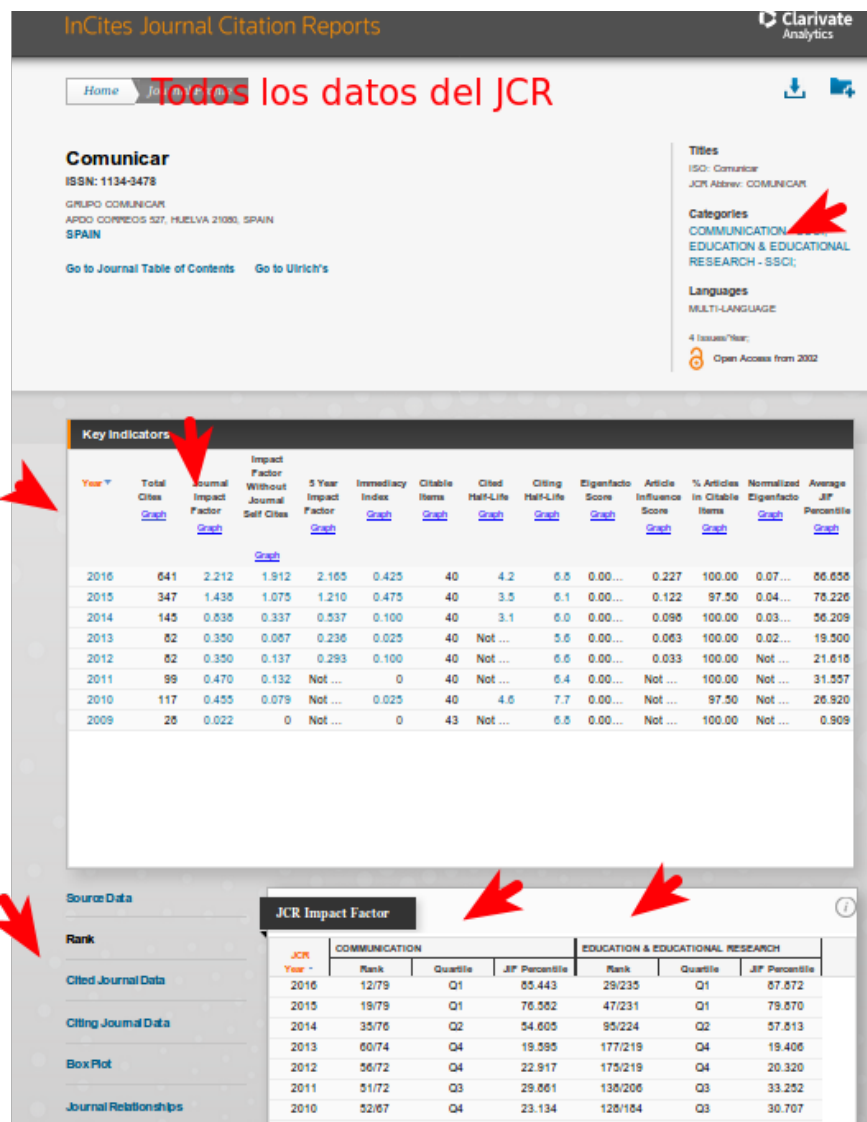 InCites Journal Citation Reports
Clarivate
Analytics
Home
Todos los datos del JCR
Comunicar
ISSN: 1134-3478
GRUPO COMUNICAR
APDO CORREOS 527, HUELVA 21080, SPAIN
SPAIN
Go to Journal Table of Contents Go to Ulrich's
Titles
ISO: Comunicar
JCR Abbrev: COMUNICAR
Categories
COMMUNICATION
EDUCATION & EDUCATIONAL
RESEARCH - SSCI;
Languages
MULTI-LANGUAGE
4 Issues/Year;
Open Access from 2002
Key Indicators
Year Total Cites Graph Journal Impact Factor Graph Impact Factor Without Journal Self Cites Graph 5 Year Impact Factor Graph Immediacy Index Graph Citable Items Graph Cited Half-Life Graph Citing Half-Life Graph Eigenfacto Score Graph Article Influence Score Graph % Articles in Citable Items Graph Normalized Eigenfacto Graph Average JIF Percentile Graph
2016 641 2.212 1.912 2.165 0.425 40 4.2 6.8 0.00... 0.227 100.00 0.07... 86.658
2015 347 1.438 1.075 1.210 0.475 40 3.5 6.1 0.00... 0.122 97.50 0.04... 78.226
2014 145 0.838 0.337 0.537 0.100 40 3.1 6.0 0.00... 0.098 100.00 0.03... 56.209
2013 82 0.350 0.087 0.236 0.025 40 Not ... 5.6 0.00... 0.063 100.00 0.02... 19.500
2012 82 0.350 0.137 0.293 0.100 40 Not ... 6.6 0.00... 0.033 100.00 Not ... 21.618
2011 99 0.470 0.132 Not ... 0 40 Not ... 6.4 0.00... Not ... 100.00 Not ... 31.557
2010 117 0.455 0.079 Not ... 0.025 40 4.6 7.7 0.00... Not ... 97.50 Not ... 26.920
2009 28 0.022 0 Not ... 0 43 Not ... 6.8 0.00... Not ... 100.00 Not ... 0.909
Source Data
Rank
Cited Journal Data
Citing Journal Data
Box Plot
Journal Relationships
JCR Impact Factor
JCR Year COMMUNICATION EDUCATION & EDUCATIONAL RESEARCH
Rank Quartile JIF Percentile Rank Quartile JIF Percentile
2016 12/79 Q1 85.443 29/235 Q1 87.872
2015 19/79 Q1 76.582 47/231 Q1 79.870
2014 35/76 Q2 54.605 95/224 Q2 57.813
2013 60/74 Q4 19.595 177/219 Q4 19.406
2012 56/72 Q4 22.917 175/219 Q4 20.320
2011 51/72 Q3 29.861 138/206 Q3 33.252
2010 52/67 Q4 23.134 128/184 Q3 30.707